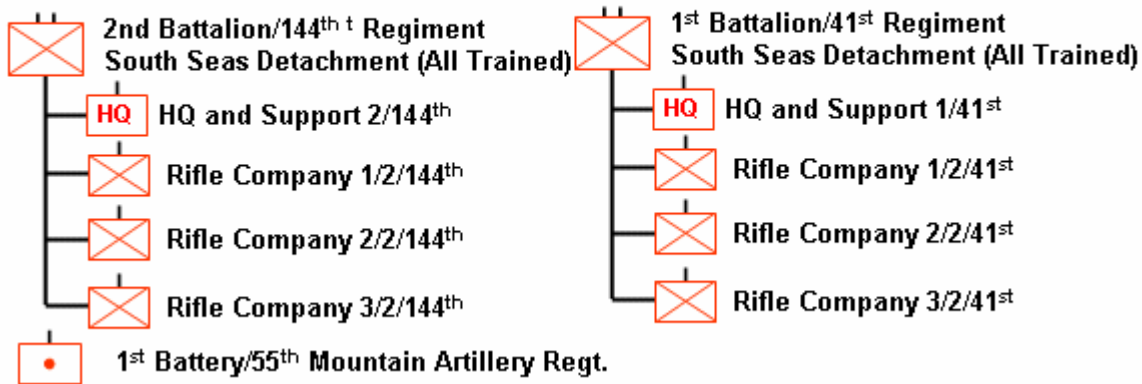 2nd Battalion/144th t Regiment
South Seas Detachment (All Trained)
HQ HQ and Support 2/144th
Rifle Company 1/2/144th
Rifle Company 2/2/144th
Rifle Company 3/2/144th
1st Battery/55th Mountain Artillery Regt.
1st Battalion/41st Regiment
South Seas Detachment (All Trained)
HQ HQ and Support 1/41st
Rifle Company 1/2/41st
Rifle Company 2/2/41st
Rifle Company 3/2/41st